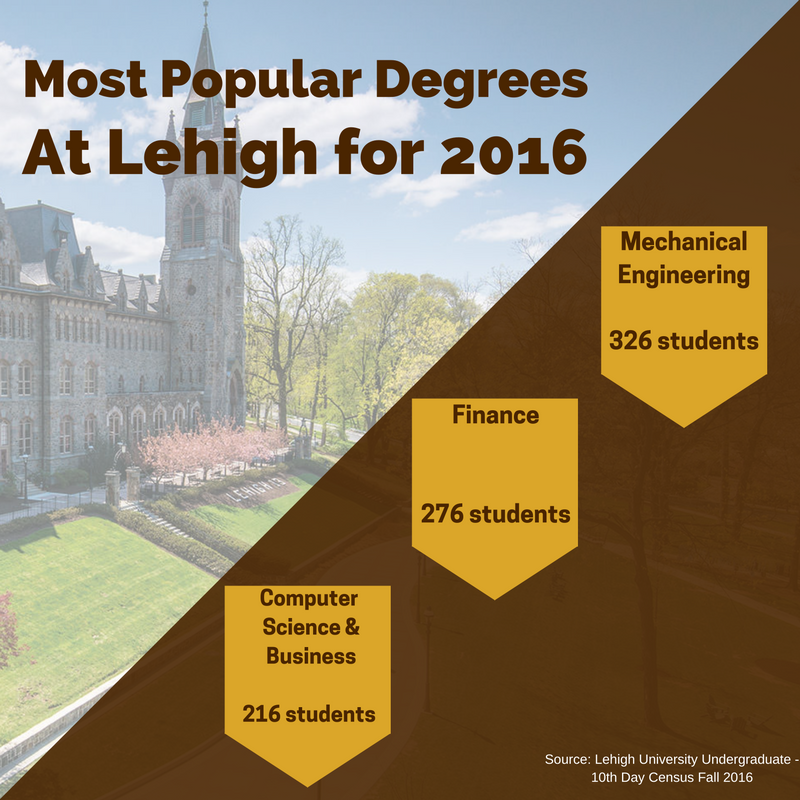 Most Popular Degrees
At Lehigh for 2016
Mechanical
Engineering
326 students
Finance
276 students
Computer
Science &
Business
216 students
Source: Lehigh University Undergraduate -
10th Day Census Fall 2016